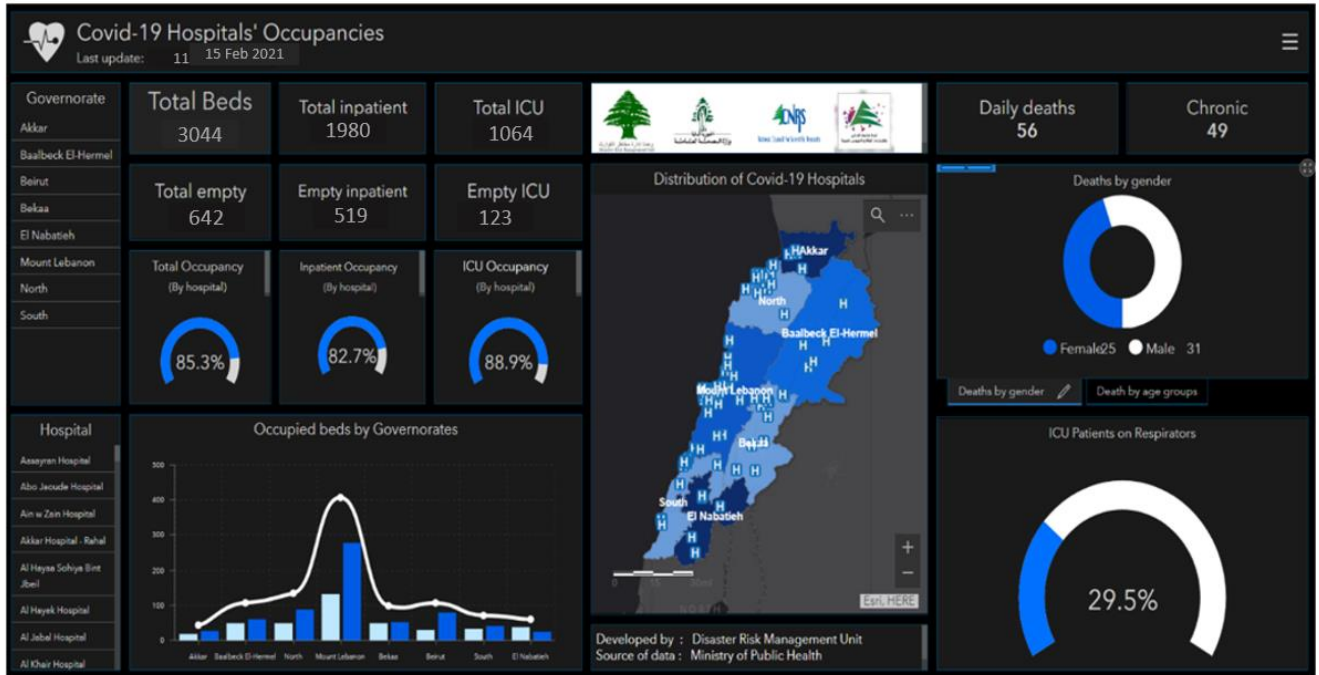 Covid-19 Hospitals' Occupancies
Last update: 11 15 Feb 2021
Governorate
Akkar
Baalbeck El-Hermel
Beirut
Bekaa
El Nabatieh
Mount Lebanon
North
South
Total Beds
3044
Total inpatient
1980
Total ICU
1064
Total empty
642
Empty inpatient
519
Empty ICU
123
Total Occupancy
(By hospital)
85.3%
Inpatient Occupancy
(By hospital)
82.7%
ICU Occupancy
(By hospital)
88.9%
CNRS
Daily deaths
56
Chronic
49
Distribution of Covid-19 Hospitals
Akkar
North
Baalbeck El-Hermel
Mount Lebanon
Bekaa
South
El Nabatieh
0 15 30mi
Esri, HERE
Deaths by gender
Female25 Male 31
Deaths by gender
Death by age groups
Hospital
Assayran Hospital
Abo Jaoude Hospital
Ain w Zein Hospital
Akkar Hospital - Rahal
Al Haysa Sohiya Bint
Jbeil
Al Hayek Hospital
Al Jabal Hospital
Al Khair Hospital
Occupied beds by Governorates
500
400
300
200
100
0
Akkar Baalbeck El-Hermel North Mount Lebanon Bekaa Beirut South El Nabatieh
Developed by : Disaster Risk Management Unit
Source of data : Ministry of Public Health
ICU Patients on Respirators
29.5%